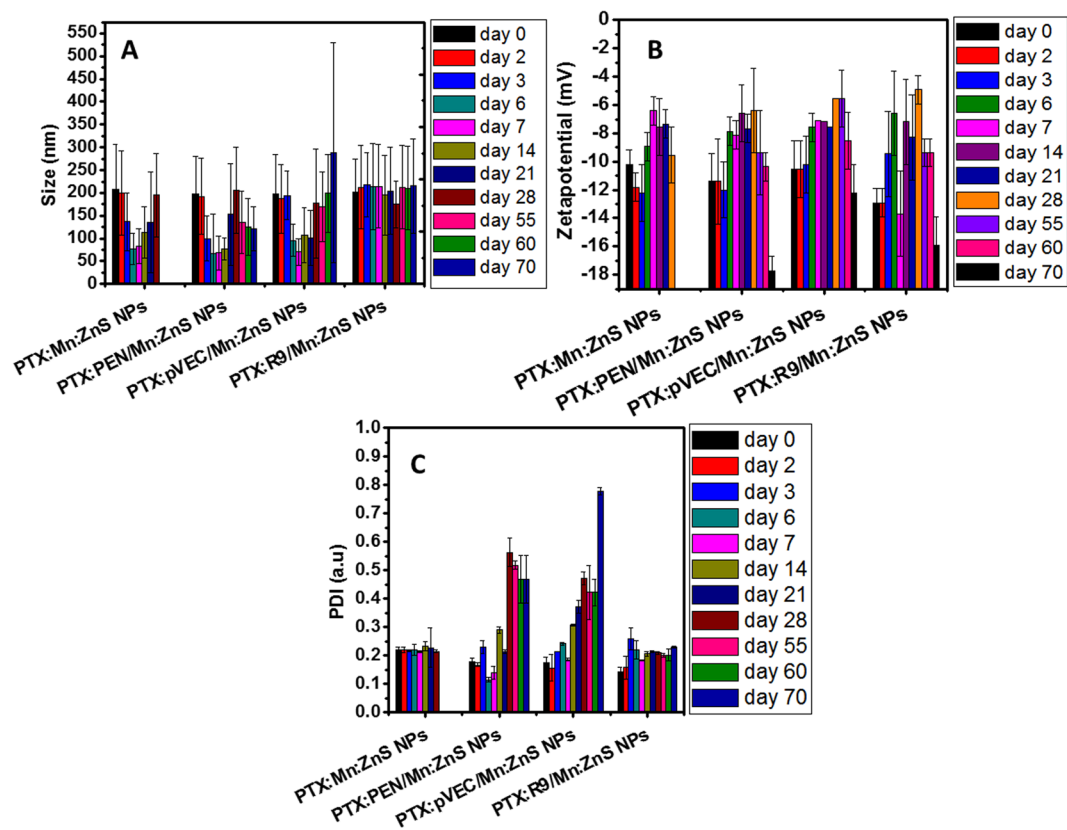 A
Size (nm)
550
500
450
400
350
300
250
200
150
100
50
0
PTX:Mn:ZnS NPs
PTX:PEN/Mn:ZnS NPs
PTX:pVEC/Mn:ZnS NPs
PTX:R9/Mn:ZnS NPs
day 0
day 2
day 3
day 6
day 7
day 14
day 21
day 28
day 55
day 60
day 70
B
Zetapotential (mV)
-2
-4
-6
-8
-10
-12
-14
-16
-18
PTX:Mn:ZnS NPs
PTX:PEN/Mn:ZnS NPs
PTX:pVEC/Mn:ZnS NPs
PTX:R9/Mn:ZnS NPs
day 0
day 2
day 3
day 6
day 7
day 14
day 21
day 28
day 55
day 60
day 70
C
PDI (a.u)
1.0
0.9
0.8
0.7
0.6
0.5
0.4
0.3
0.2
0.1
0.0
PTX:Mn:ZnS NPs
PTX:PEN/Mn:ZnS NPs
PTX:pVEC/Mn:ZnS NPs
PTX:R9/Mn:ZnS NPs
day 0
day 2
day 3
day 6
day 7
day 14
day 21
day 28
day 55
day 60
day 70